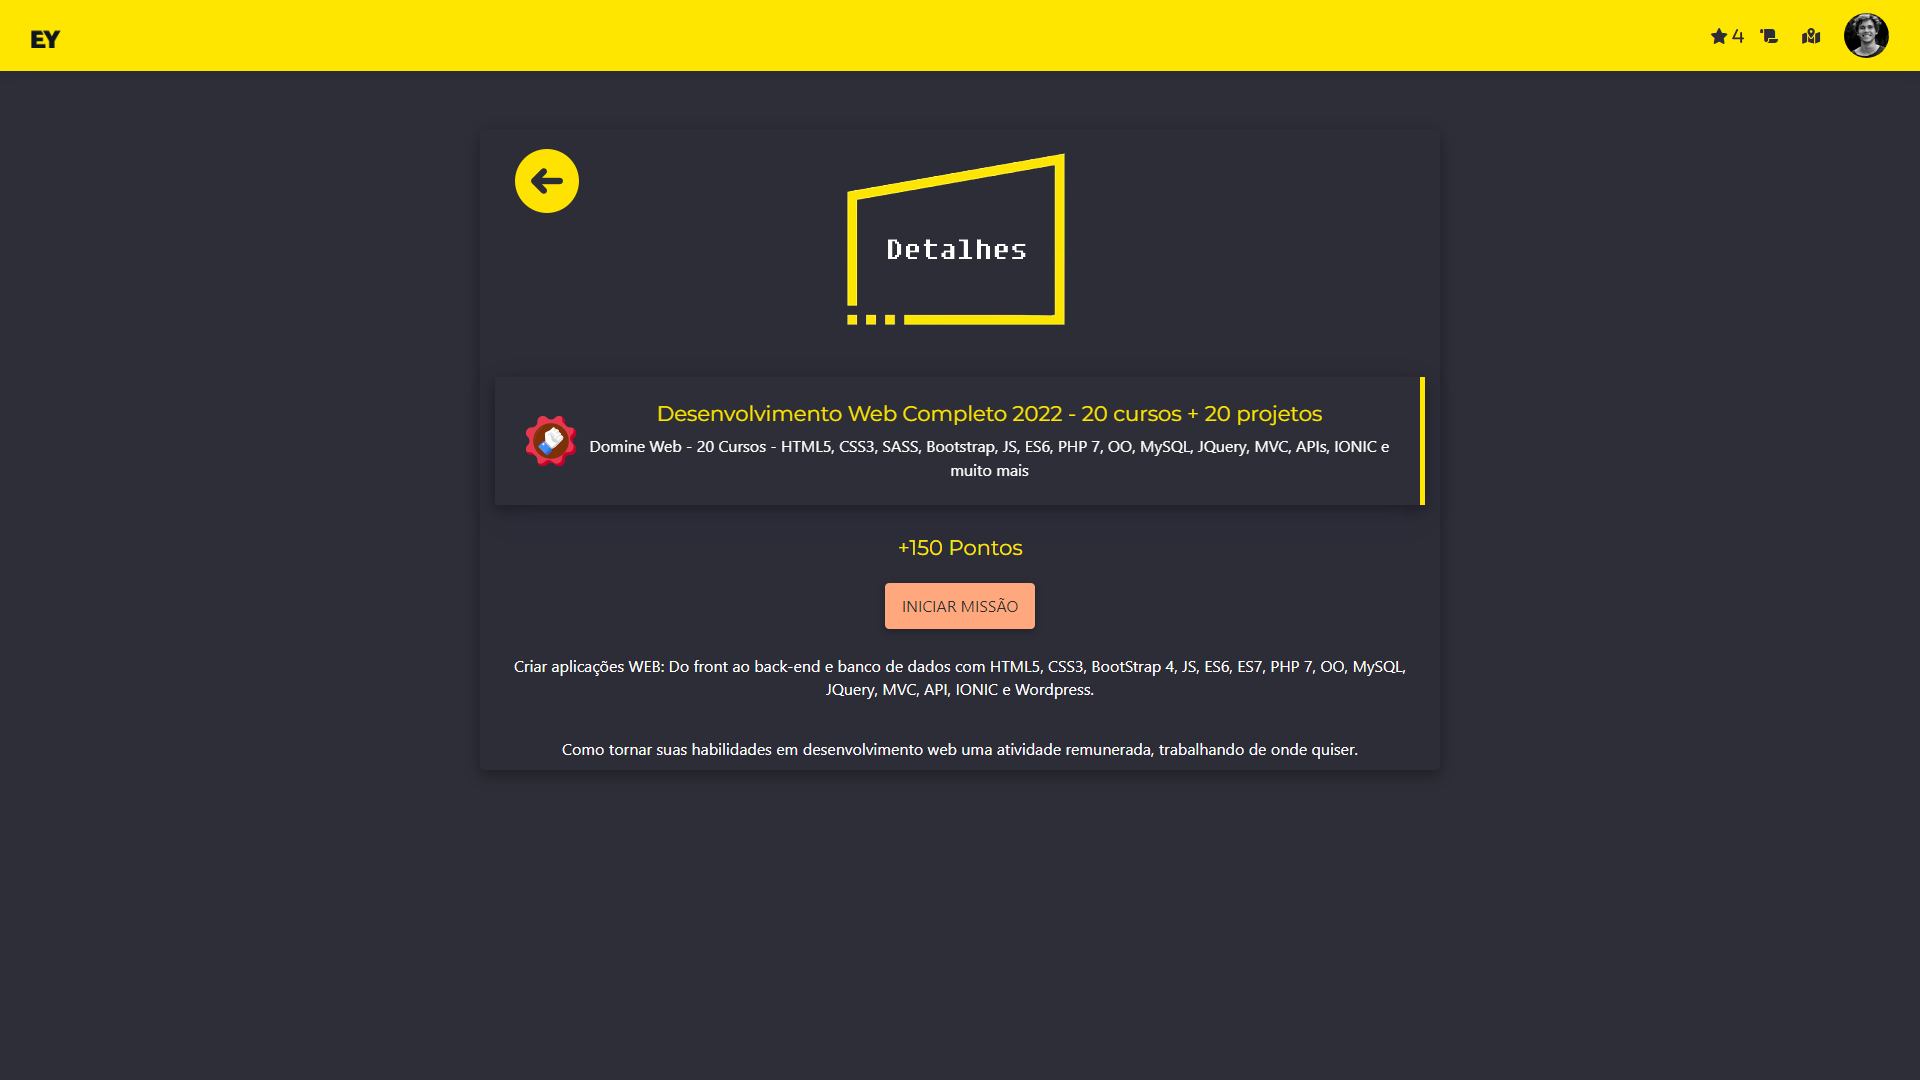 EY
4
Detalhes
Desenvolvimento Web Completo 2022 - 20 cursos + 20 projetos
Domine Web - 20 Cursos - HTML5, CSS3, SASS, Bootstrap, JS, ES6, PHP 7, OO, MySQL, JQuery, MVC, APIs, IONIC e
muito mais
+150 Pontos
INICIAR MISSÃO
Criar aplicações WEB: Do front ao back-end e banco de dados com HTML5, CSS3, BootStrap 4, JS, ES6, ES7, PHP 7, OO, MySQL,
JQuery, MVC, API, IONIC e Wordpress.
Como tornar suas habilidades em desenvolvimento web uma atividade remunerada, trabalhando de onde quiser.